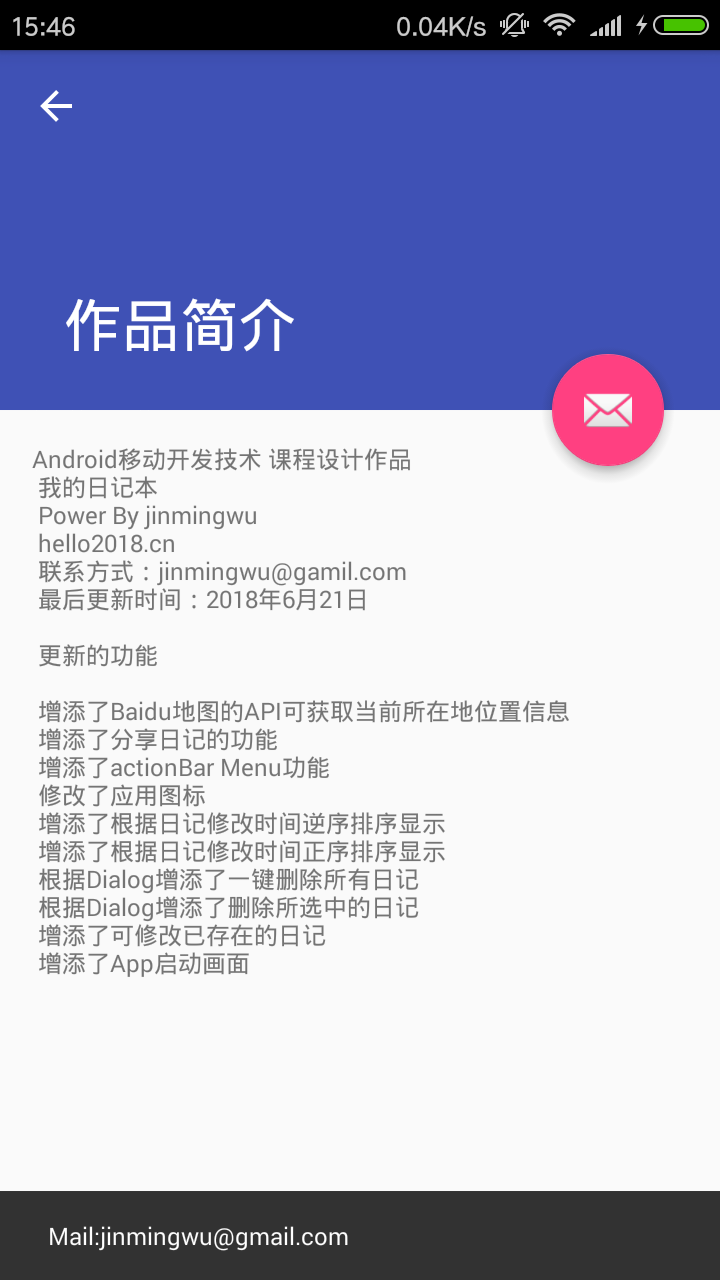 15:46
0.04K/s
作品简介
Android移动开发技术 课程设计作品
我的日记本
Power By jinmingwu
hello2018.cn
联系方式：jinmingwu@gamil.com
最后更新时间：2018年6月21日
更新的功能
增添了Baidu地图的API可获取当前所在地位置信息
增添了分享日记的功能
增添了actionBar Menu功能
修改了应用图标
增添了根据日记修改时间逆序排序显示
增添了根据日记修改时间正序排序显示
根据Dialog增添了一键删除所有日记
根据Dialog增添了删除所选中的日记
增添了可修改已存在的日记
增添了App启动画面
Mail:jinmingwu@gmail.com